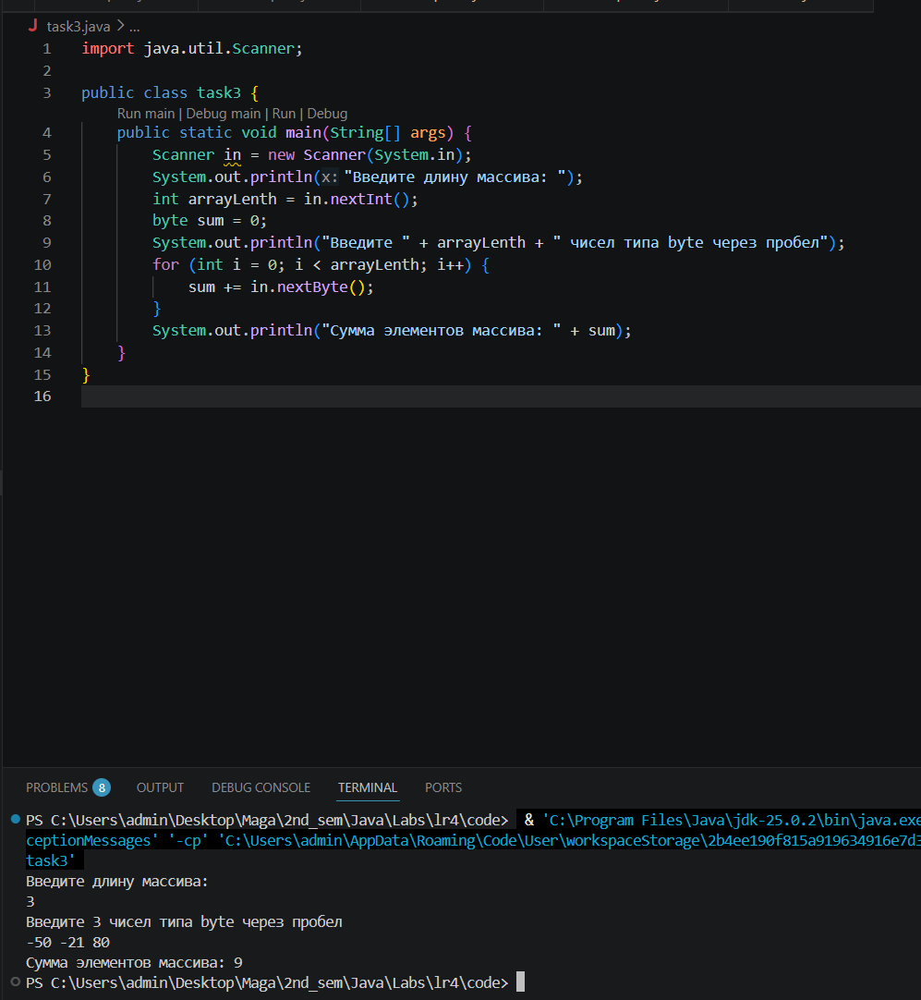 task3.java > ...
1 import java.util.Scanner;
2
3 public class task3 {
Run main | Debug main | Run | Debug
4 public static void main(String[] args) {
5 Scanner in = new Scanner(System.in);
6 System.out.println(x: "Введите длину массива: ");
7 int arrayLenth = in.nextInt();
8 byte sum = 0;
9 System.out.println("Введите " + arrayLenth + " чисел типа byte через пробел");
10 for (int i = 0; i < arrayLenth; i++) {
11 sum += in.nextByte();
12 }
13 System.out.println("Сумма элементов массива: " + sum);
14 }
15 }
16
PROBLEMS 8 OUTPUT DEBUG CONSOLE TERMINAL PORTS
PS C:\Users\admin\Desktop\Maga\2nd_sem\Java\Labs\lr4\code> & 'C:\Program Files\Java\jdk-25.0.2\bin\java.exe
ceptionMessages' '-cp' 'C:\Users\admin\AppData\Roaming\Code\User\workspaceStorage\2b4ee190f815a919634916e7d3
task3'
Введите длину массива:
3
Введите 3 чисел типа byte через пробел
-50 -21 80
Сумма элементов массива: 9
PS C:\Users\admin\Desktop\Maga\2nd_sem\Java\Labs\lr4\code>